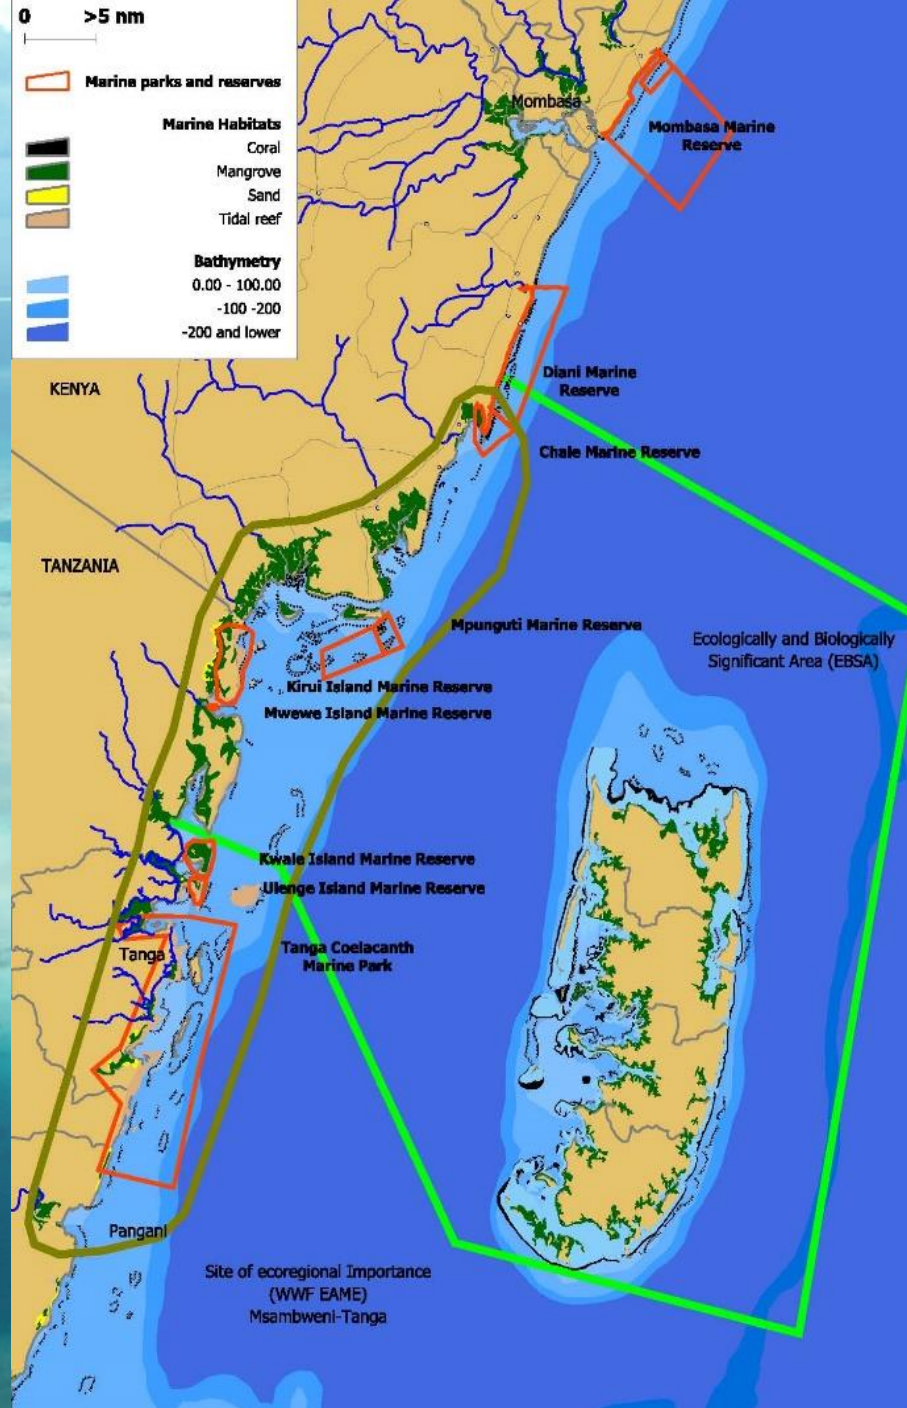 0 >5 nm
Marine parks and reserves
Marine Habitats
Coral
Mangrove
Sand
Tidal reef
Bathymetry
0.00 - 100.00
-100 -200
-200 and lower
Mombasa
Mombasa Marine
Reserve
KENYA
Diani Marine
Reserve
Chale Marine Reserve
TANZANIA
Mpunguti Marine Reserve
Ecologically and Biologically
Significant Area (EBSA)
Kirui Island Marine Reserve
Mwewe Island Marine Reserve
Kwale Island Marine Reserve
Ulenge Island Marine Reserve
Tanga
Tanga Coelacanth
Marine Park
Pangani
Site of ecoregional Importance
(WWF EAME)
Msambweni-Tanga